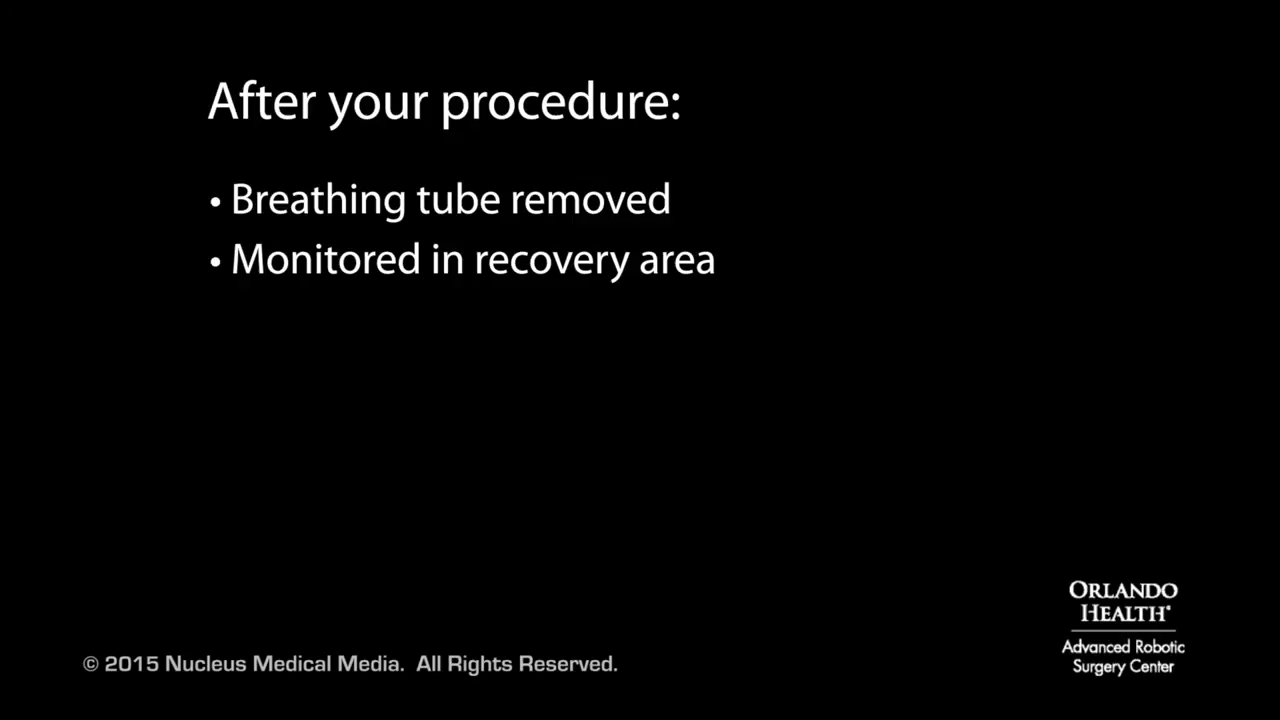 After your procedure:
• Breathing tube removed
• Monitored in recovery area
ORLANDO
HEALTH®
Advanced Robotic
Surgery Center
© 2015 Nucleus Medical Media. All Rights Reserved.